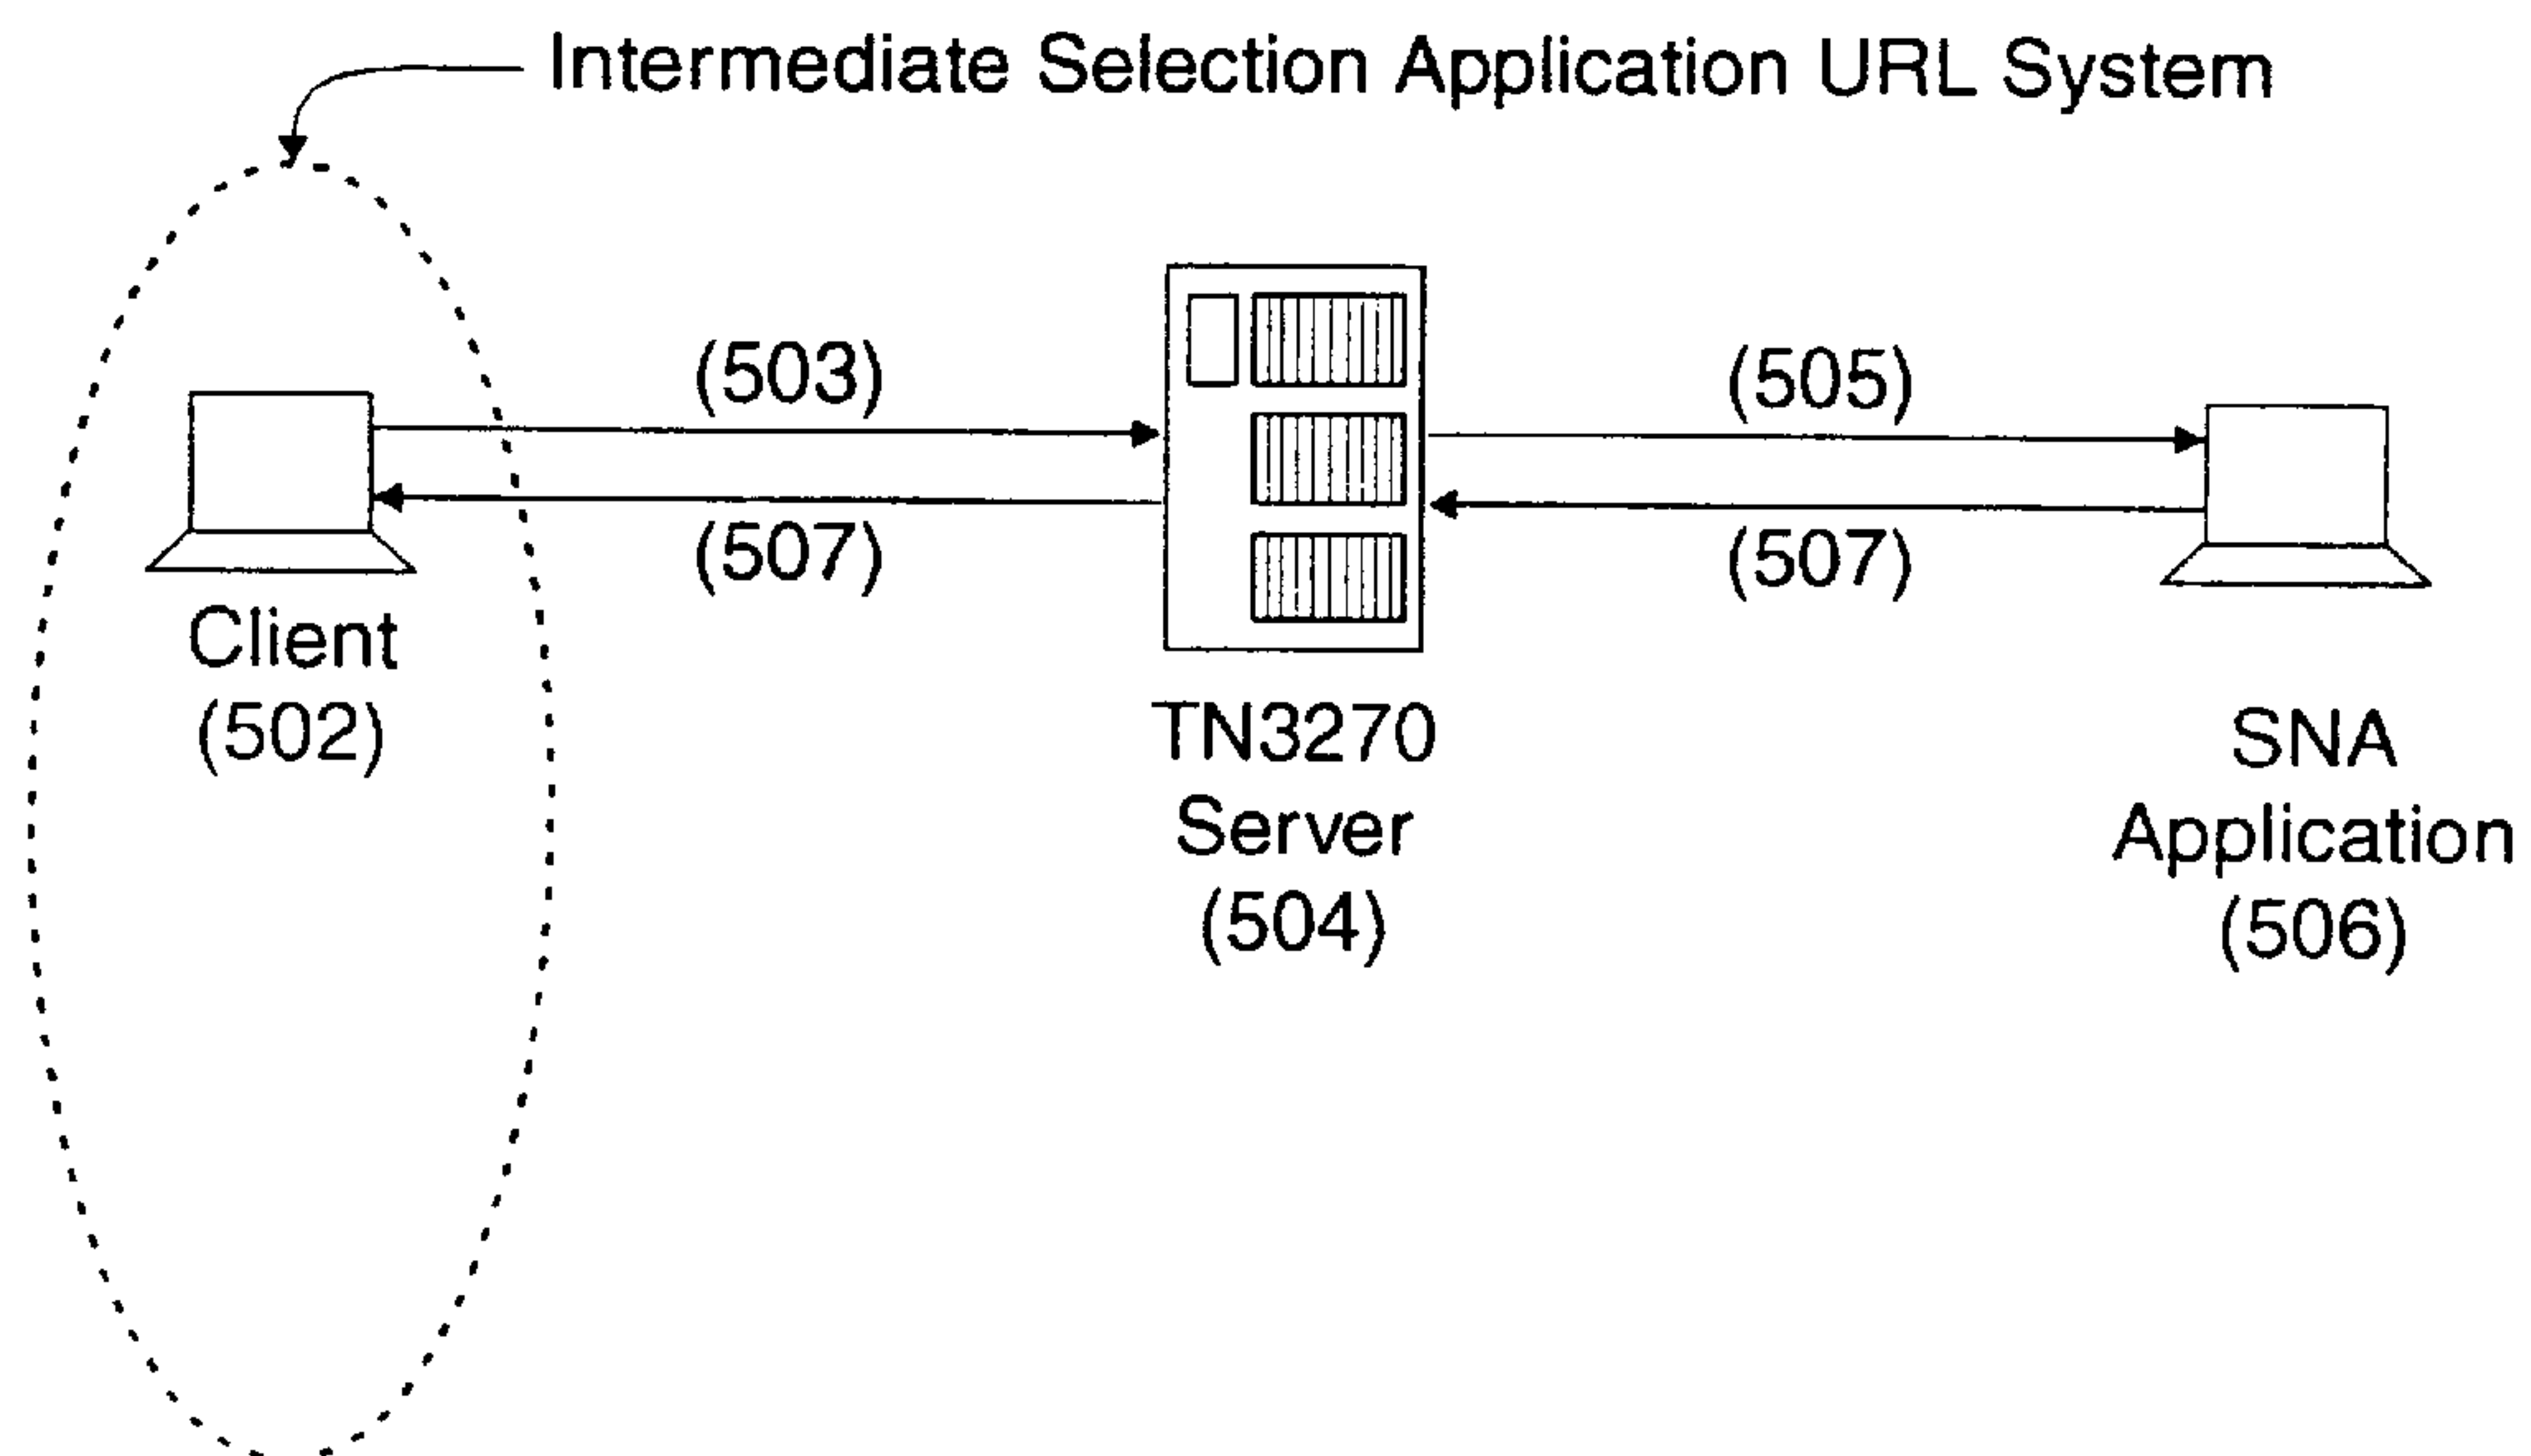 Intermediate Selection Application URL System
(503)
(505)
(507)
(507)
Client
(502)
TN3270
Server
(504)
SNA
Application
(506)